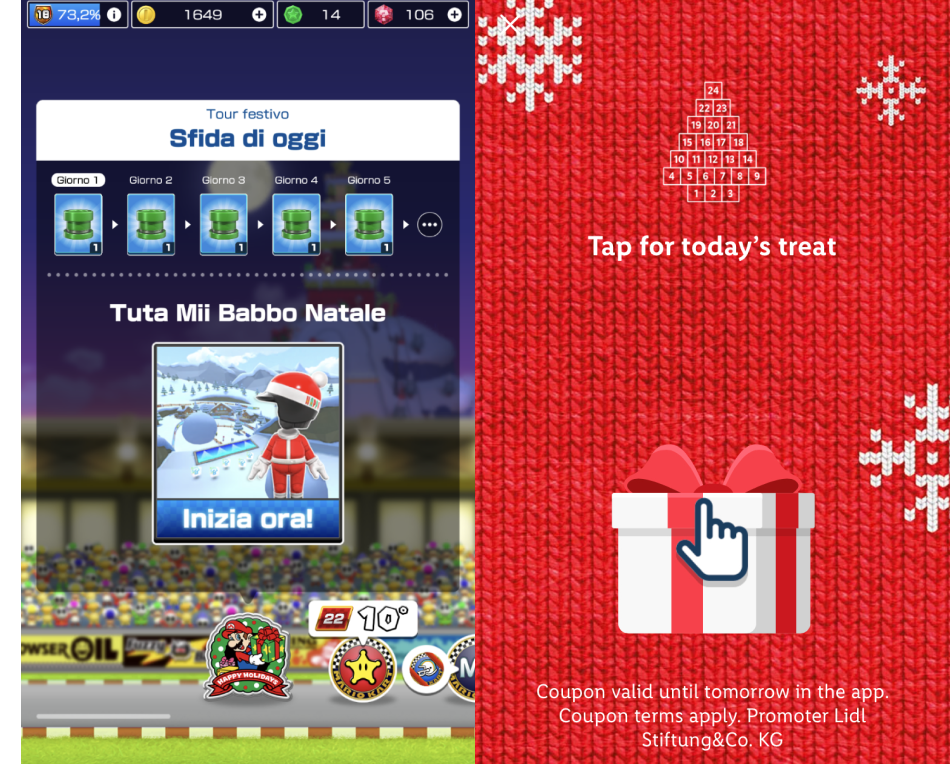 18 73,2% i 1649 + 14 106 +
Tour festivo
Sfida di oggi
Giorno 1 Giorno 2 Giorno 3 Giorno 4 Giorno 5
1 1 1 1 1
Tuta Mii Babbo Natale
Inizia ora!
22 10°
OWSER OIL
HAPPY HOLIDAYS
MARIO KART
M
24
22 23
19 20 21
15 16 17 18
10 11 12 13 14
4 5 6 7 8 9
1 2 3
Tap for today’s treat
Coupon valid until tomorrow in the app.
Coupon terms apply. Promoter Lidl
Stiftung&Co. KG